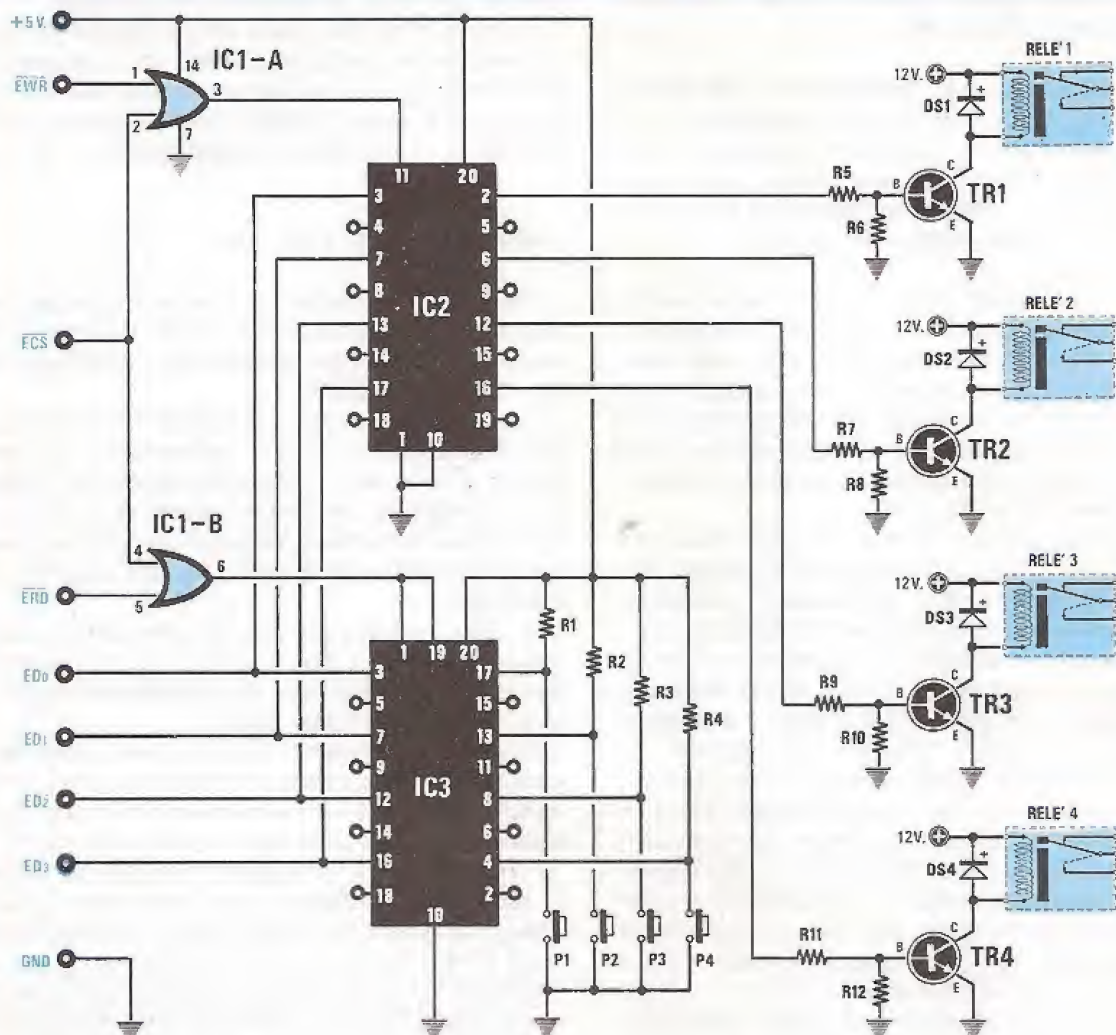 +5V.
IC1-A
EWR
1
14
3
2
7
ECS
11
20
3
2
4
5
7
6
8
9
IC2
13
12
14
15
17
16
18
19
1
10
IC1-B
4
6
ERD
5
1
19
20
ED0
3
17
5
15
ED1
7
13
9
11
IC3
ED2
12
8
14
6
ED3
16
4
18
2
10
GND
R1
R2
R3
R4
P1
P2
P3
P4
RELE' 1
12V.
DS1
+
C
R5
B
TR1
R6
E
RELE' 2
12V.
DS2
+
C
R7
B
TR2
R8
E
RELE' 3
12V.
DS3
+
C
R9
B
TR3
R10
E
RELE' 4
12V.
DS4
+
C
R11
B
TR4
R12
E